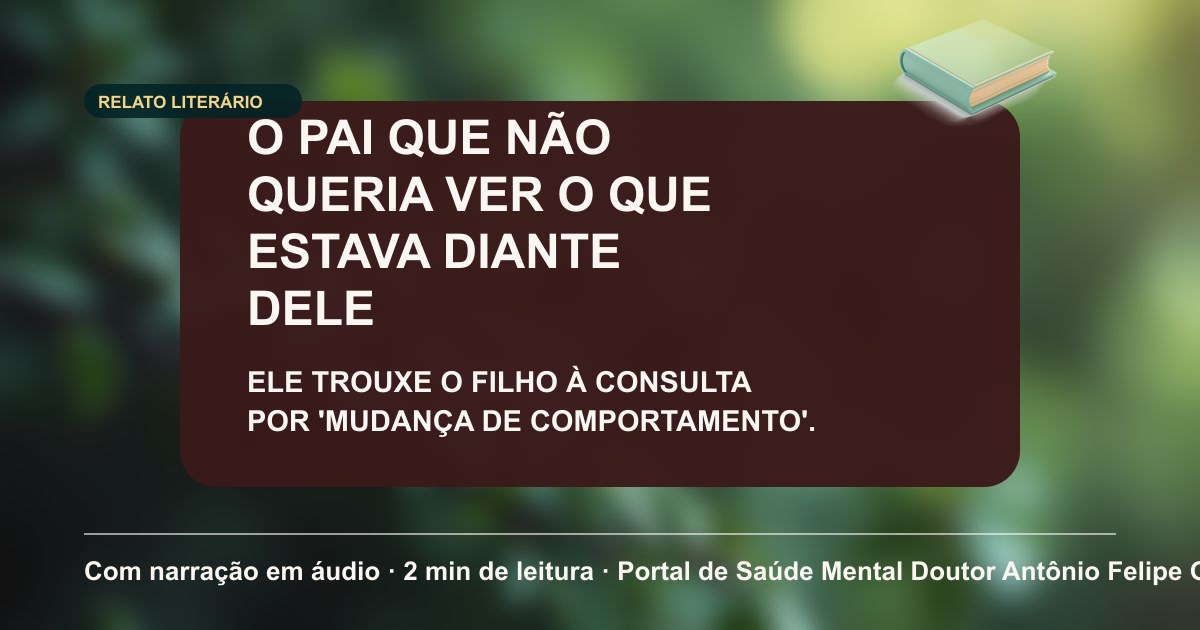 RELATO LITERÁRIO
O PAI QUE NÃO
QUERIA VER O QUE
ESTAVA DIANTE
DELE
ELE TROUXE O FILHO À CONSULTA
POR 'MUDANÇA DE COMPORTAMENTO'.
Com narração em áudio · 2 min de leitura · Portal de Saúde Mental Doutor Antônio Felipe